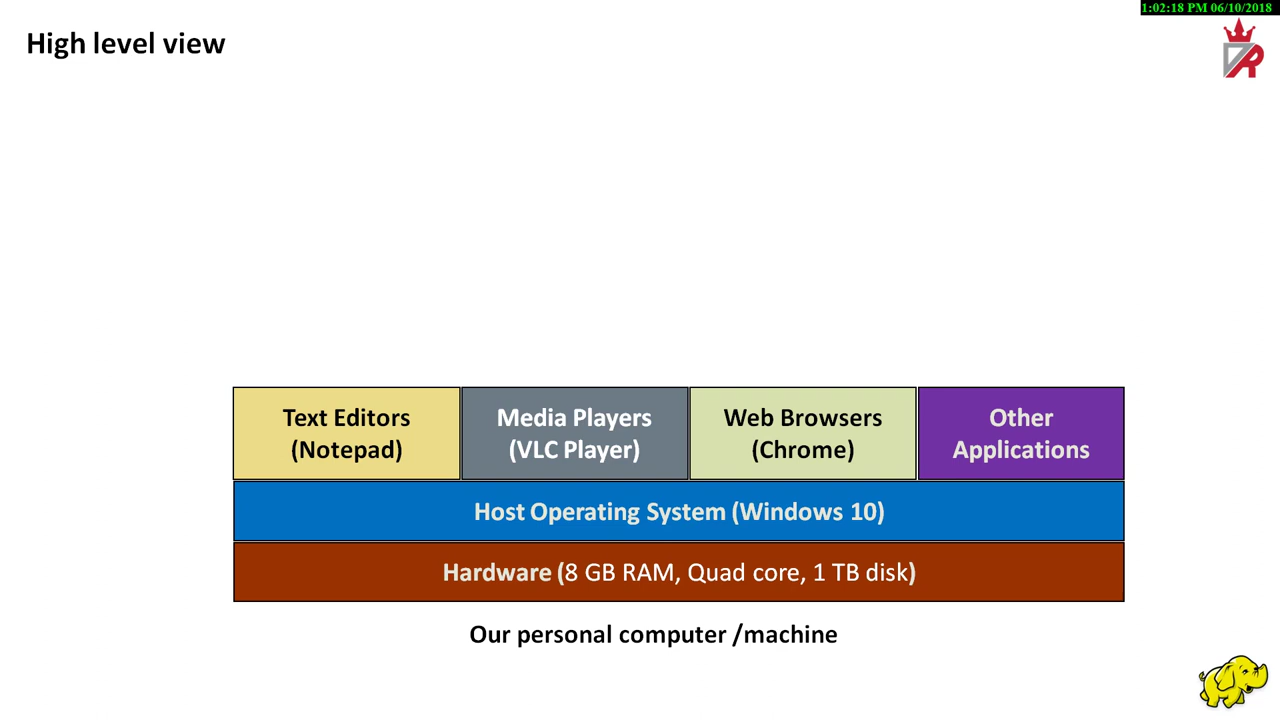 1:02:18 PM 06/10/2018
High level view
Text Editors
(Notepad)
Media Players
(VLC Player)
Web Browsers
(Chrome)
Other
Applications
Host Operating System (Windows 10)
Hardware (8 GB RAM, Quad core, 1 TB disk)
Our personal computer /machine